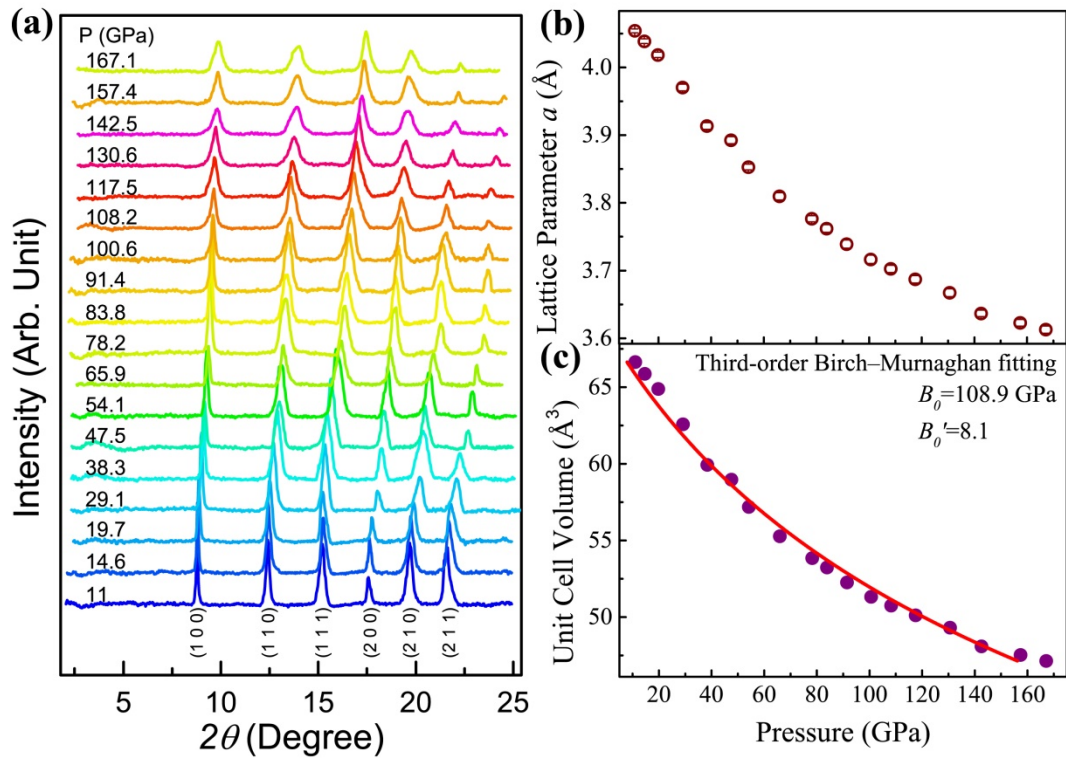 (a)
P (GPa)
167.1
157.4
142.5
130.6
117.5
108.2
100.6
91.4
83.8
78.2
65.9
54.1
47.5
38.3
29.1
19.7
14.6
11
(1 0 0)
(1 1 0)
(1 1 1)
(2 0 0)
(2 1 0)
(2 1 1)
5 10 15 20 25
2θ (Degree)
Intensity (Arb. Unit)
(b)
4.0
3.9
3.8
3.7
3.6
Lattice Parameter a (Å)
(c)
Third-order Birch–Murnaghan fitting
B₀=108.9 GPa
B₀′=8.1
65
60
55
50
Unit Cell Volume (Å³)
20 40 60 80 100 120 140 160
Pressure (GPa)